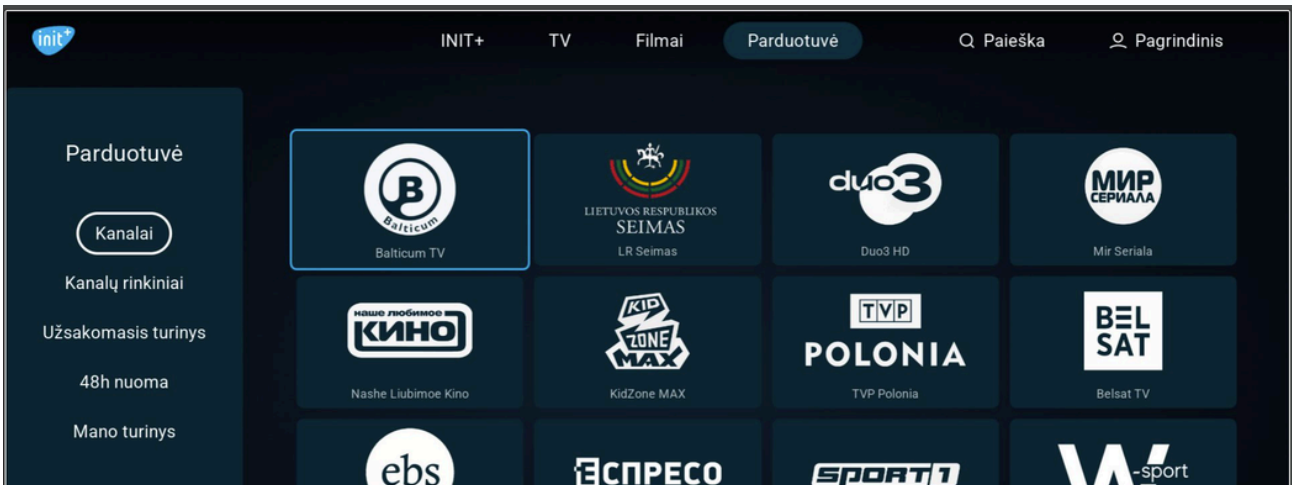 init+
INIT+ TV Filmai Parduotuvė Paieška Pagrindinis
Parduotuvė
Kanalai
Kanalų rinkiniai
Užsakomasis turinys
48h nuoma
Mano turinys
B
Balticum
Balticum TV
LIETUVOS RESPUBLIKOS
SEIMAS
LR Seimas
duo3
Duo3 HD
МИР
СЕРИАЛА
Mir Seriala
НАШЕ ЛЮБИМОЕ
КИНО
Nashe Liubimoe Kino
KID
ZONE
MAX
KidZone MAX
TVP
POLONIA
TVP Polonia
BEL
SAT
Belsat TV
ebs
ЕСПРЕСО
SPORT1
W-sport